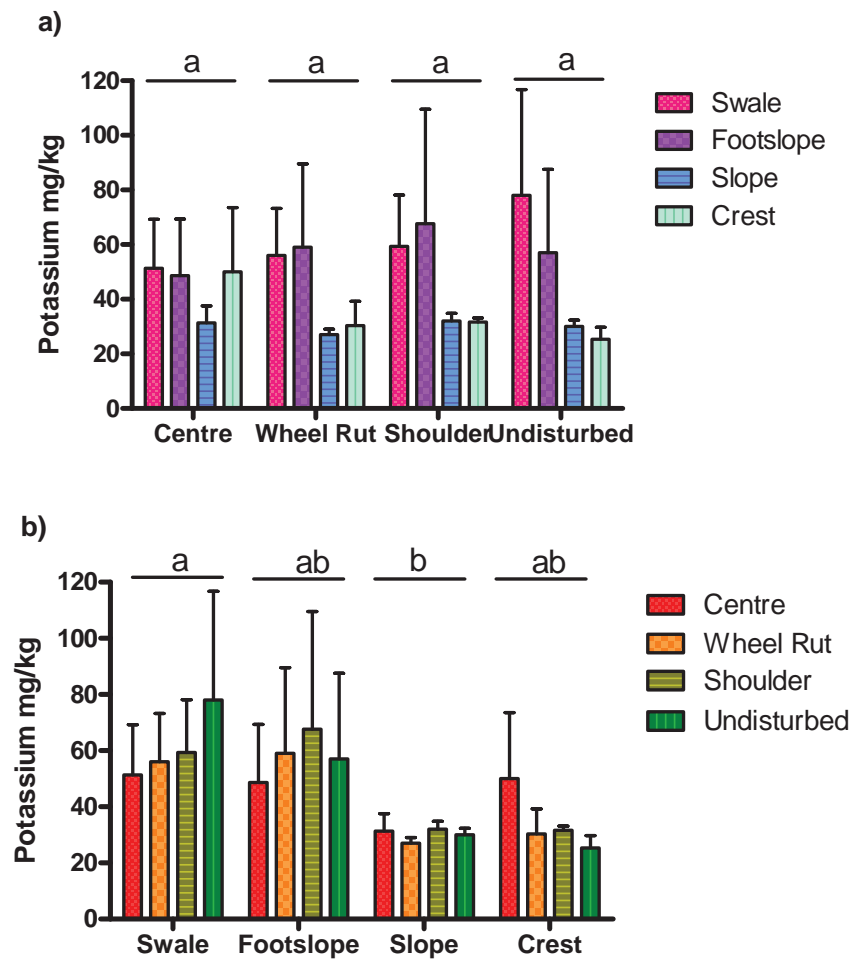 a)
a a a a
120
100
80
60
40
20
0
Potassium mg/kg
Centre Wheel Rut Shoulder Undisturbed
Swale
Footslope
Slope
Crest
b)
a ab b ab
120
100
80
60
40
20
0
Potassium mg/kg
Swale Footslope Slope Crest
Centre
Wheel Rut
Shoulder
Undisturbed